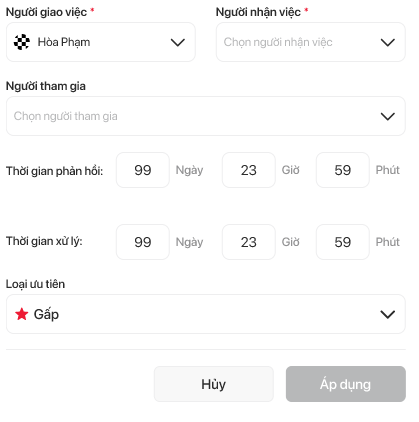 Người giao việc * Người nhận việc *
Hòa Phạm Chọn người nhận việc
Người tham gia
Chọn người tham gia
Thời gian phản hồi: 99 Ngày 23 Giờ 59 Phút
Thời gian xử lý: 99 Ngày 23 Giờ 59 Phút
Loại ưu tiên
Gấp
Hủy Áp dụng